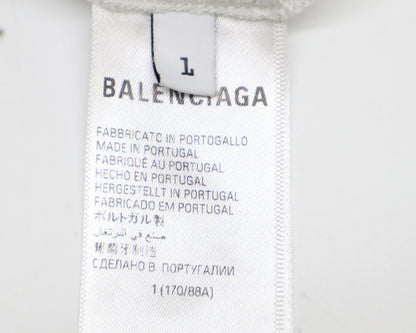 1
BALENCIAGA
FABBRICATO IN PORTOGALLO
MADE IN PORTUGAL
FABRIQUÉ AU PORTUGAL
HECHO EN PORTUGAL
HERGESTELLT IN PORTUGAL
FABRICADO EM PORTUGAL
ポルトガル製
صنع في البرتغال
葡萄牙制造
СДЕЛАНО В ПОРТУГАЛИИ
1 (170/88A)